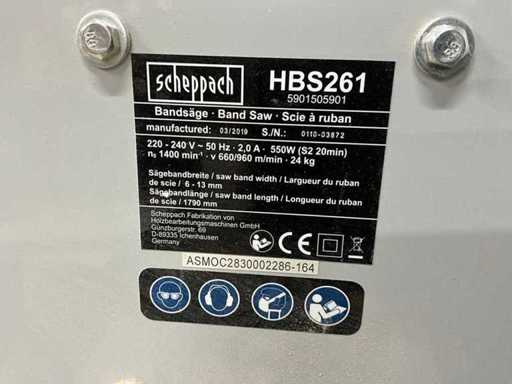 scheppach
HBS261
5901505901
Bandsäge · Band Saw · Scie à ruban
manufactured: 03/2019 S./N.: 0110-03872
220 - 240 V ~ 50 Hz · 2,0 A · 550W (S2 20min)
n₀ 1400 min⁻¹ · v 660/960 m/min · 24 kg
Sägebandbreite / saw band width / Largueur du ruban
de scie / 6 - 13 mm
Sägebandlänge / saw band length / Longueur du ruban
de scie / 1790 mm
Scheppach Fabrikation von
Holzbearbeitungsmaschinen GmbH
Günzburgerstr. 69
D-89335 Ichenhausen
Germany
CE
ASMOC2830002286-164